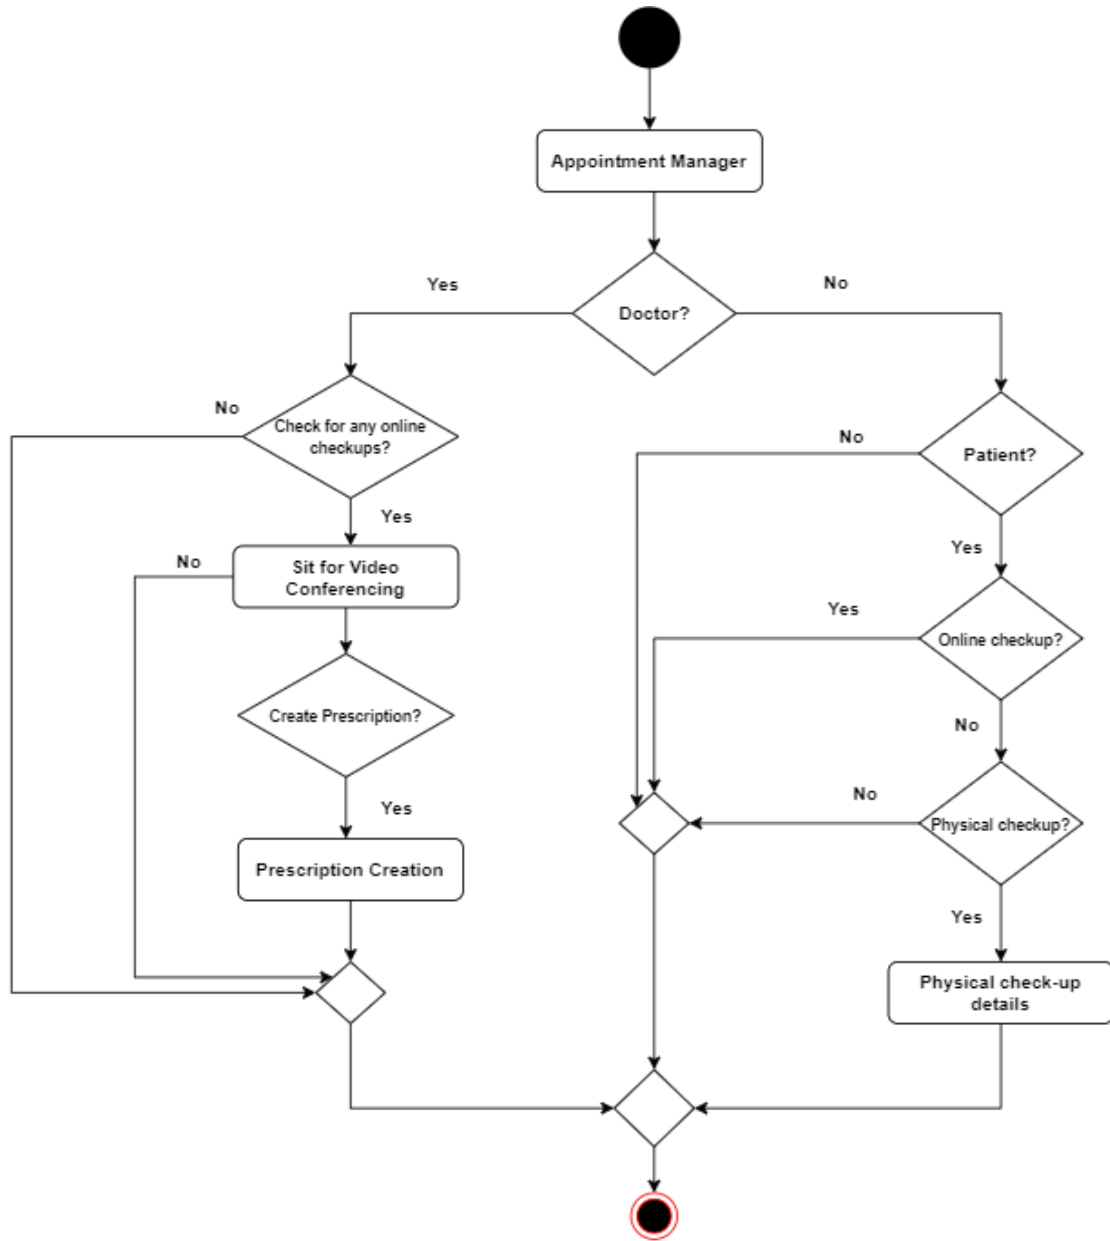 Appointment Manager
Yes
No
Doctor?
No
Check for any online
checkups?
No
Patient?
Yes
Yes
No
Sit for Video
Conferencing
Yes
Online checkup?
Create Prescription?
No
Yes
No
Physical checkup?
Prescription Creation
Yes
Physical check-up
details